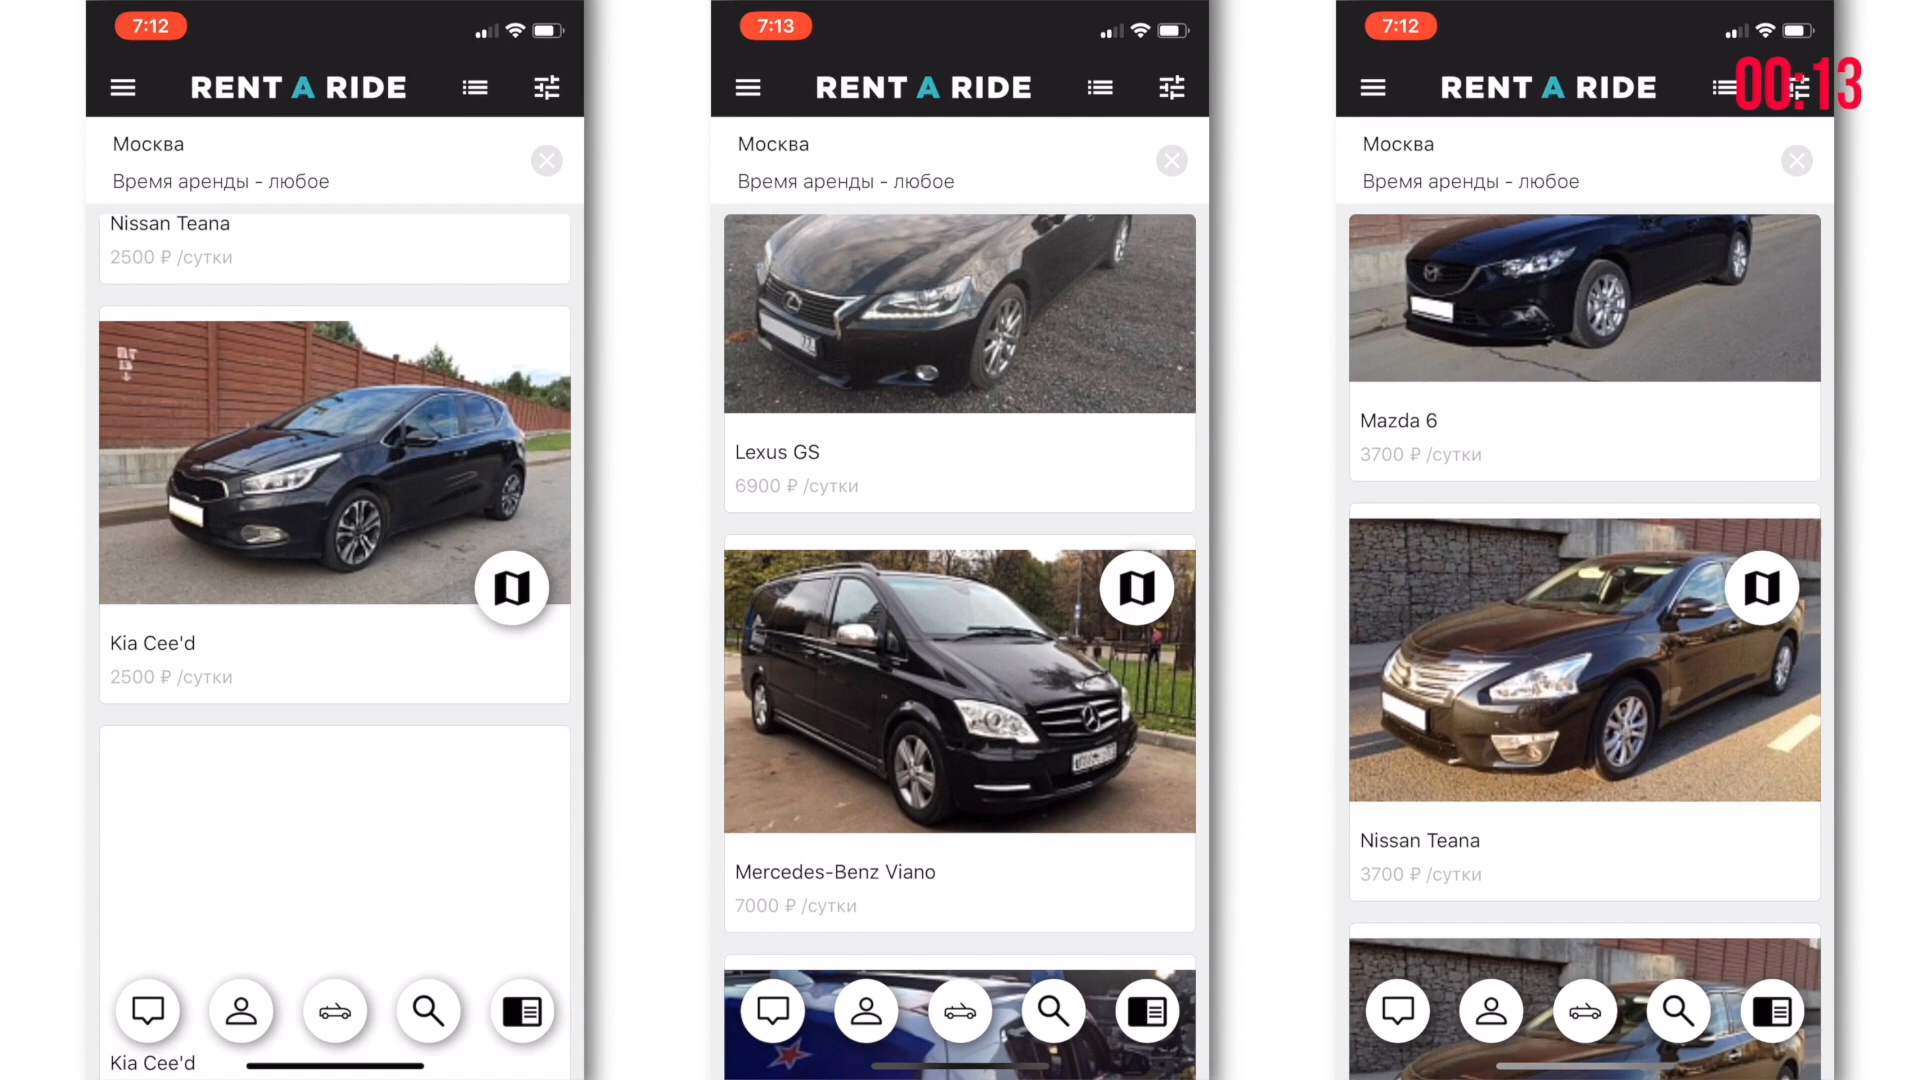 7:12
RENT A RIDE
Москва
Время аренды - любое
Nissan Teana
2500 ₽ /сутки
Kia Cee'd
2500 ₽ /сутки
Kia Cee'd
7:13
RENT A RIDE
Москва
Время аренды - любое
77
Lexus GS
6900 ₽ /сутки
Mercedes-Benz Viano
7000 ₽ /сутки
7:12
00:13
RENT A RIDE
Москва
Время аренды - любое
Mazda 6
3700 ₽ /сутки
Nissan Teana
3700 ₽ /сутки